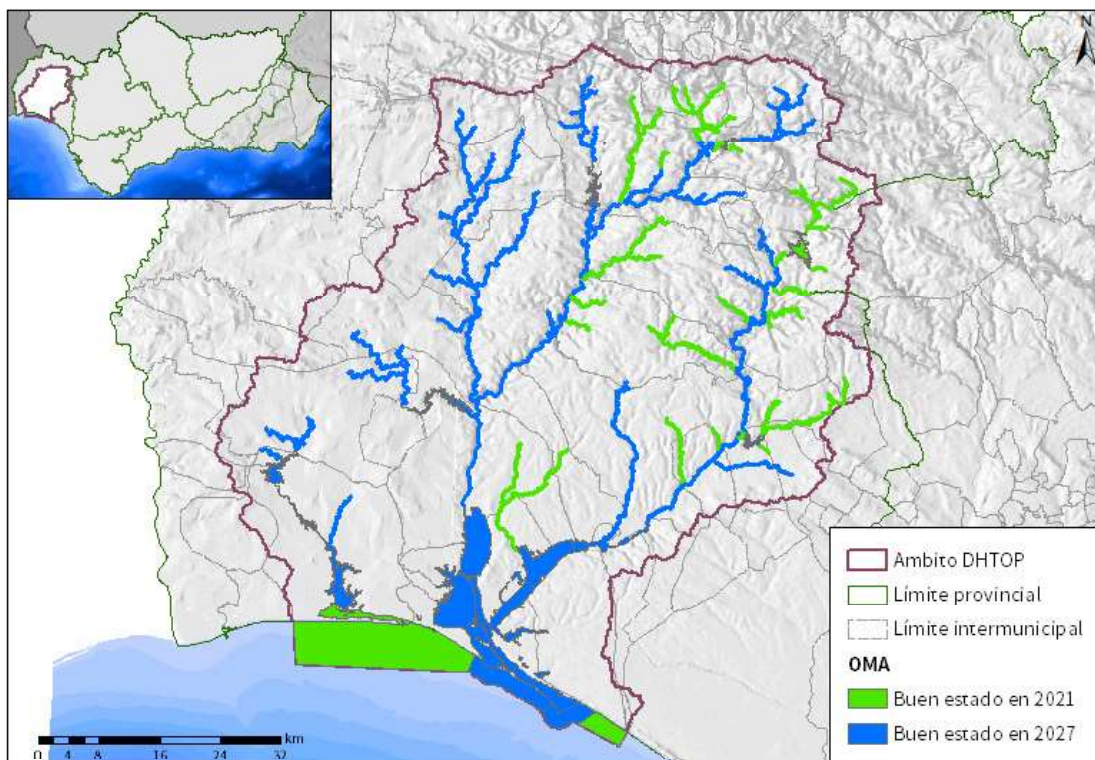 N
Ambito DHTOP
Límite provincial
Límite intermunicipal
OMA
Buen estado en 2021
Buen estado en 2027
km
0 4 8 16 24 32